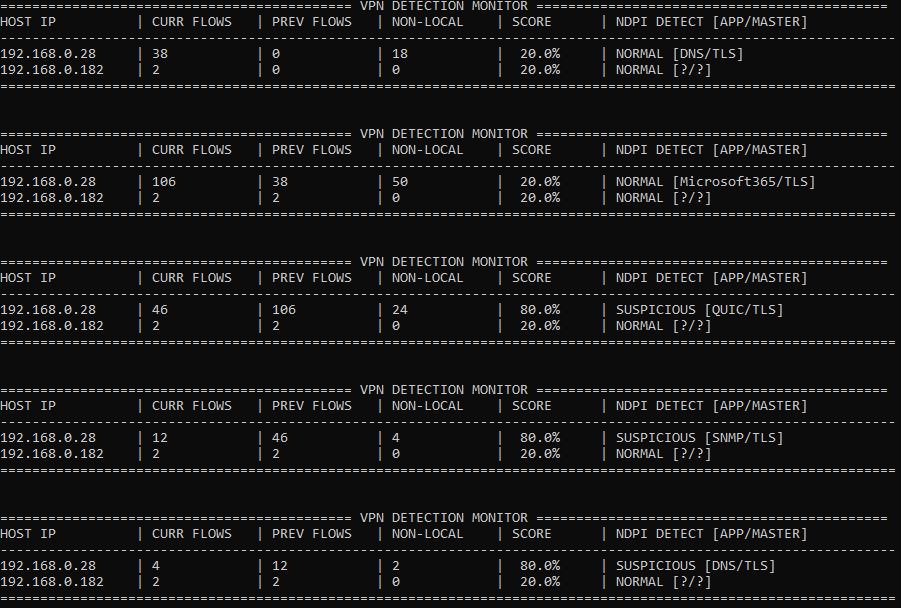 ============================================ VPN DETECTION MONITOR ============================================
HOST IP | CURR FLOWS | PREV FLOWS | NON-LOCAL | SCORE | NDPI DETECT [APP/MASTER]
----------------------------------------------------------------------------------------------------------------
192.168.0.28 | 38 | 0 | 18 | 20.0% | NORMAL [DNS/TLS]
192.168.0.182 | 2 | 0 | 0 | 20.0% | NORMAL [?/?]
================================================================================================================
============================================ VPN DETECTION MONITOR ============================================
HOST IP | CURR FLOWS | PREV FLOWS | NON-LOCAL | SCORE | NDPI DETECT [APP/MASTER]
----------------------------------------------------------------------------------------------------------------
192.168.0.28 | 106 | 38 | 50 | 20.0% | NORMAL [Microsoft365/TLS]
192.168.0.182 | 2 | 2 | 0 | 20.0% | NORMAL [?/?]
================================================================================================================
============================================ VPN DETECTION MONITOR ============================================
HOST IP | CURR FLOWS | PREV FLOWS | NON-LOCAL | SCORE | NDPI DETECT [APP/MASTER]
----------------------------------------------------------------------------------------------------------------
192.168.0.28 | 46 | 106 | 24 | 80.0% | SUSPICIOUS [QUIC/TLS]
192.168.0.182 | 2 | 2 | 0 | 20.0% | NORMAL [?/?]
================================================================================================================
============================================ VPN DETECTION MONITOR ============================================
HOST IP | CURR FLOWS | PREV FLOWS | NON-LOCAL | SCORE | NDPI DETECT [APP/MASTER]
----------------------------------------------------------------------------------------------------------------
192.168.0.28 | 12 | 46 | 4 | 80.0% | SUSPICIOUS [SNMP/TLS]
192.168.0.182 | 2 | 2 | 0 | 20.0% | NORMAL [?/?]
================================================================================================================
============================================ VPN DETECTION MONITOR ============================================
HOST IP | CURR FLOWS | PREV FLOWS | NON-LOCAL | SCORE | NDPI DETECT [APP/MASTER]
----------------------------------------------------------------------------------------------------------------
192.168.0.28 | 4 | 12 | 2 | 80.0% | SUSPICIOUS [DNS/TLS]
192.168.0.182 | 2 | 2 | 0 | 20.0% | NORMAL [?/?]
================================================================================================================